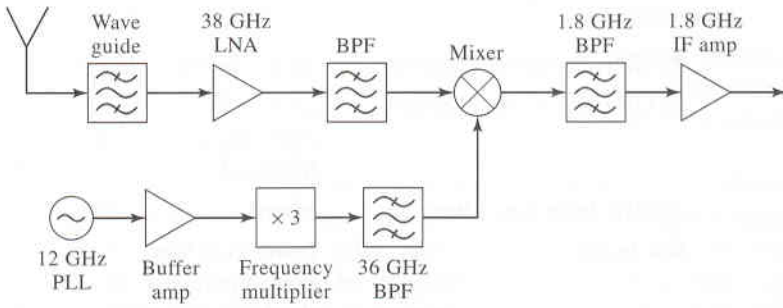 Wave
guide
38 GHz
LNA
BPF
Mixer
1.8 GHz
BPF
1.8 GHz
IF amp
12 GHz
PLL
Buffer
amp
× 3
Frequency
multiplier
36 GHz
BPF